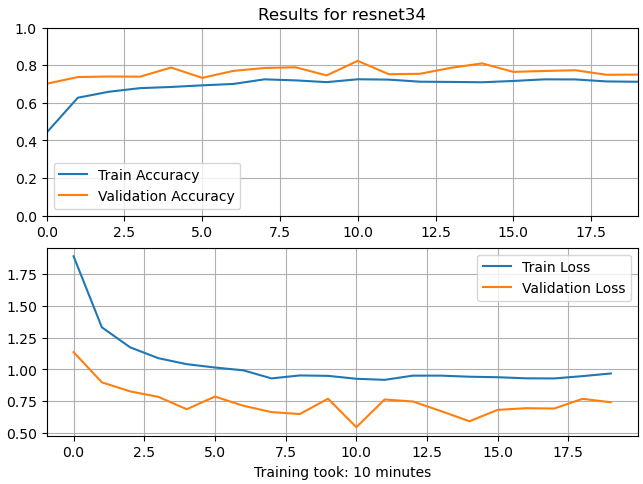 Results for resnet34
1.0
0.8
0.6
0.4
0.2
0.0
Train Accuracy
Validation Accuracy
0.0 2.5 5.0 7.5 10.0 12.5 15.0 17.5
1.75
1.50
1.25
1.00
0.75
0.50
Train Loss
Validation Loss
0.0 2.5 5.0 7.5 10.0 12.5 15.0 17.5
Training took: 10 minutes